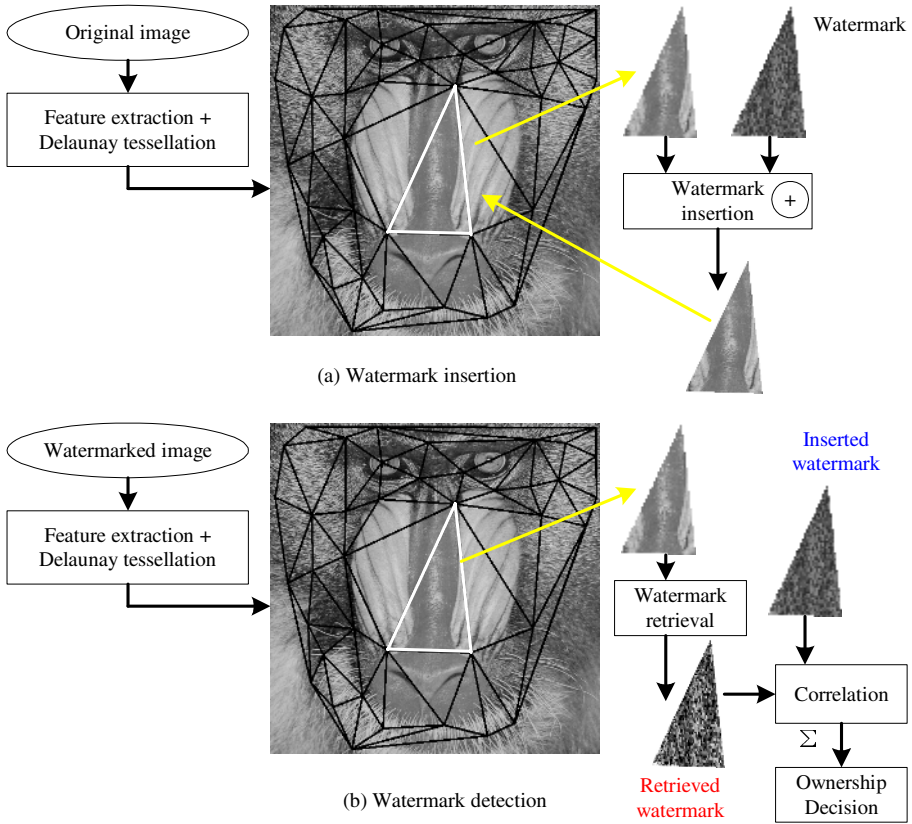 Original image
Feature extraction +
Delaunay tessellation
Watermark
Watermark
insertion
+
(a) Watermark insertion
Watermarked image
Feature extraction +
Delaunay tessellation
Inserted
watermark
Watermark
retrieval
Correlation
Σ
Retrieved
watermark
Ownership
Decision
(b) Watermark detection